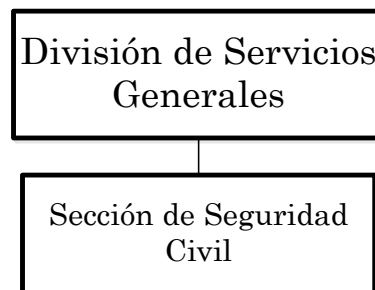 División de Servicios
Generales
Sección de Seguridad
Civil